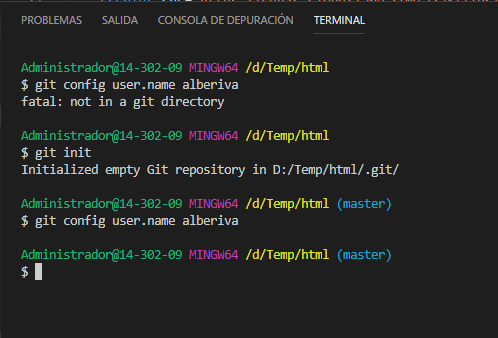 PROBLEMAS SALIDA CONSOLA DE DEPURACIÓN TERMINAL
Administrador@14-302-09 MINGW64 /d/Temp/html
$ git config user.name alberiva
fatal: not in a git directory
Administrador@14-302-09 MINGW64 /d/Temp/html
$ git init
Initialized empty Git repository in D:/Temp/html/.git/
Administrador@14-302-09 MINGW64 /d/Temp/html (master)
$ git config user.name alberiva
Administrador@14-302-09 MINGW64 /d/Temp/html (master)
$